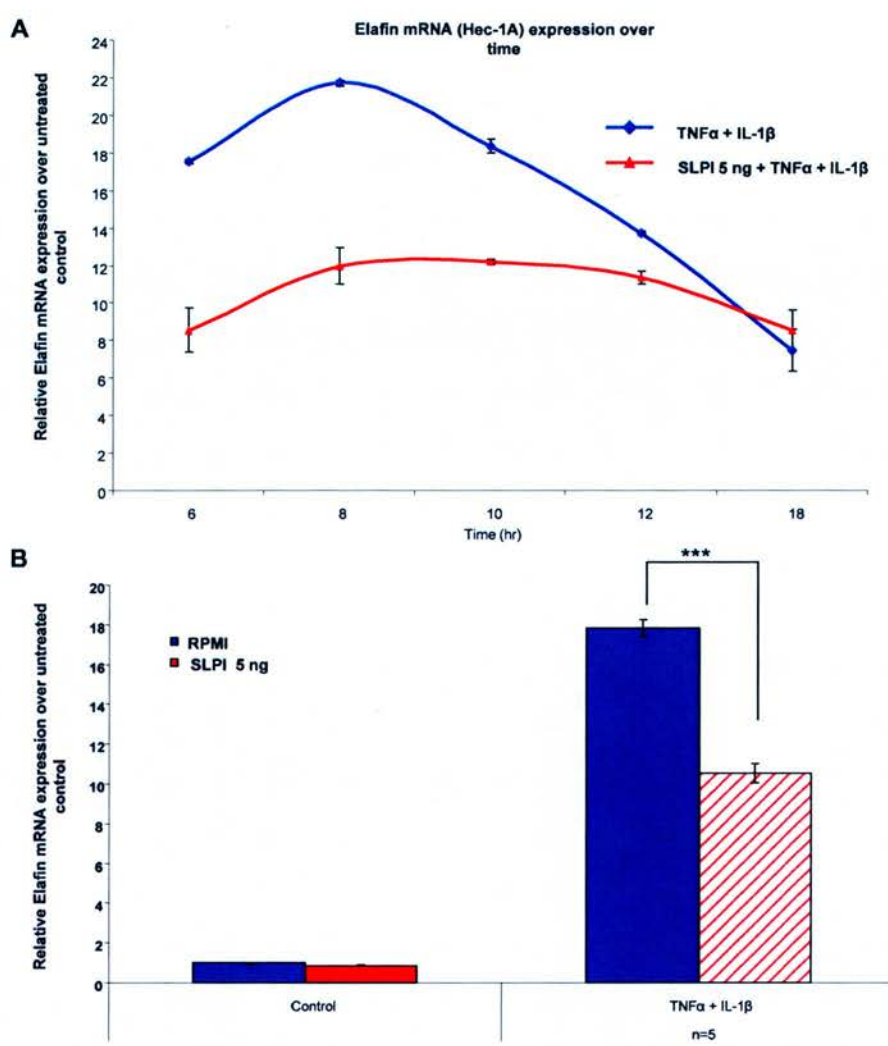 A
Elafin mRNA (Hec-1A) expression over
time
Relative Elafin mRNA expression over untreated
control
24
22
20
18
16
14
12
10
8
6
4
2
0
TNFα + IL-1β
SLPI 5 ng + TNFα + IL-1β
6 8 10 12 18
Time (hr)
B
Relative Elafin mRNA expression over untreated
control
20
18
16
14
12
10
8
6
4
2
0
RPMI
SLPI 5 ng
***
Control TNFα + IL-1β
n=5